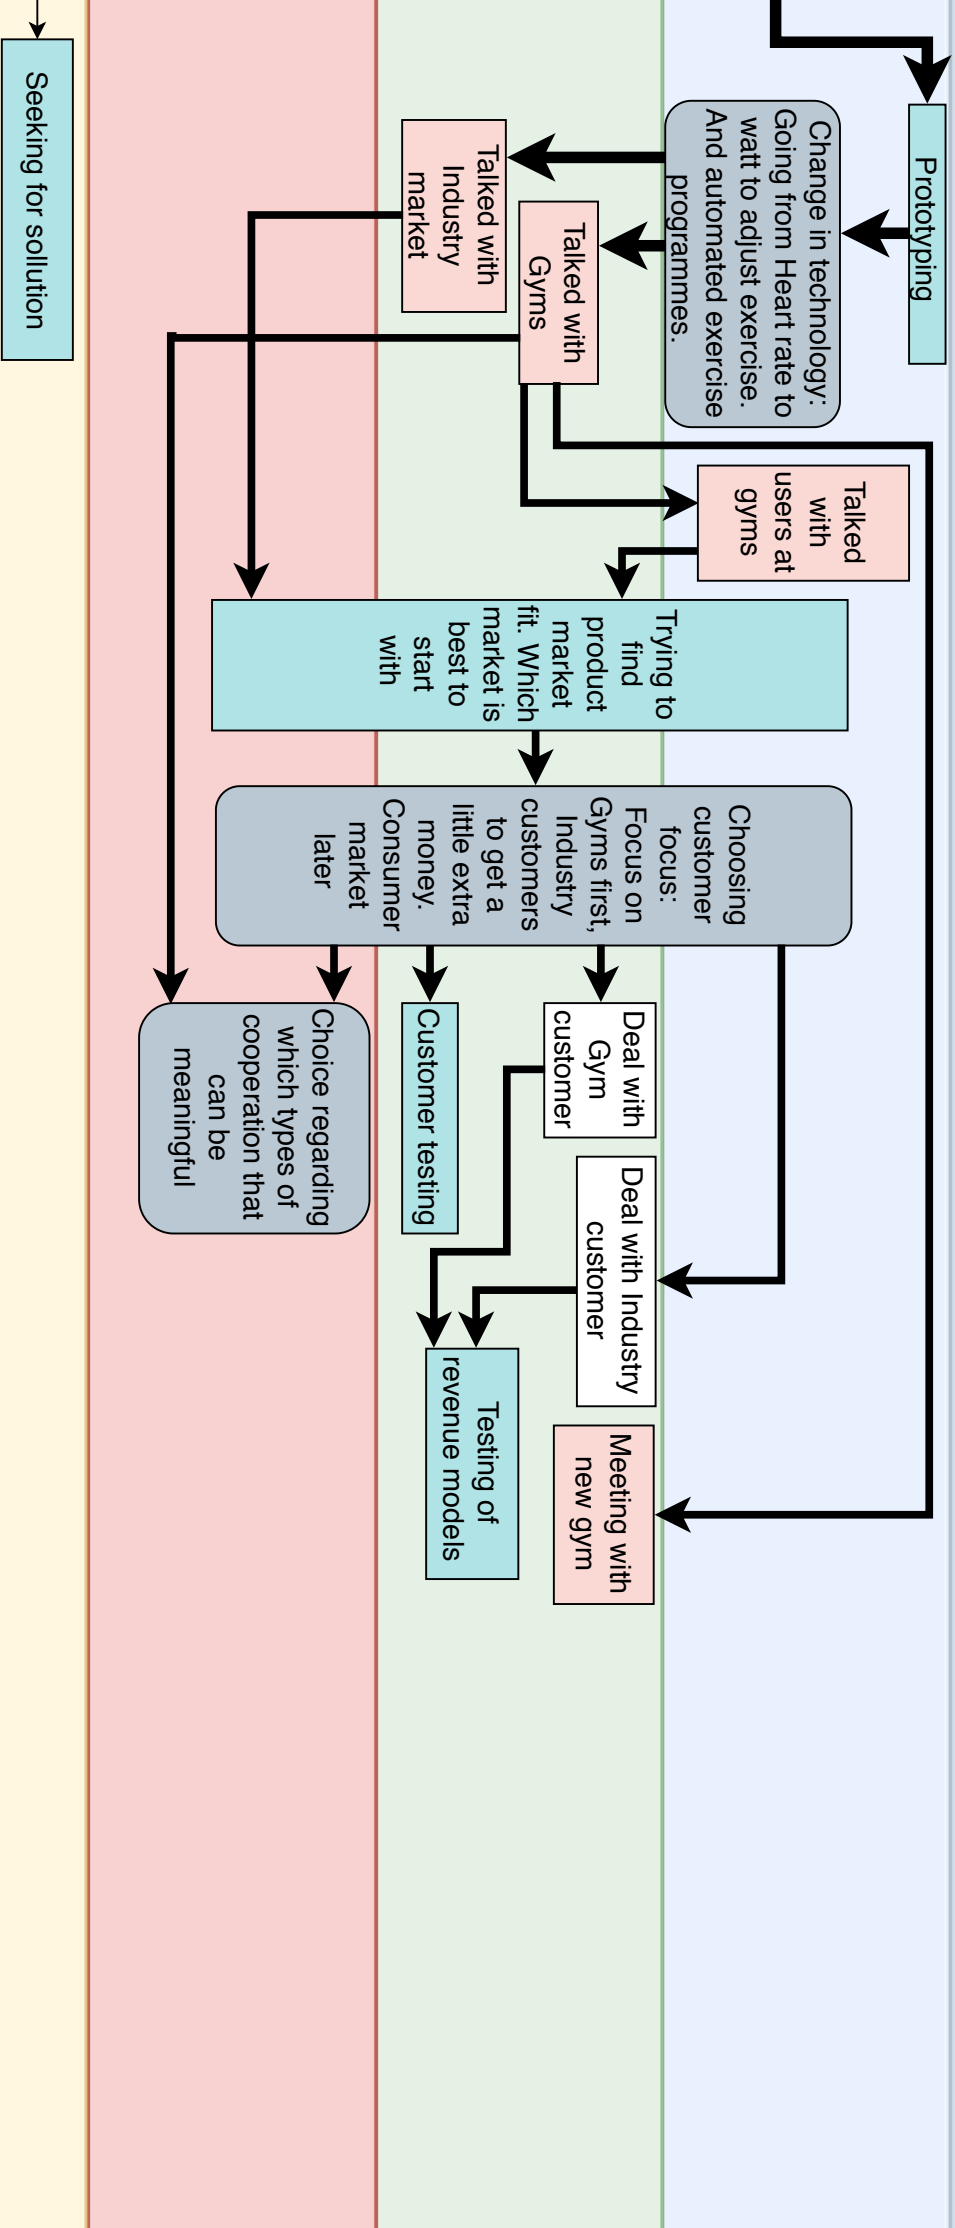 Prototyping
Change in technology:
Going from Heart rate to
watt to adjust exercise.
And automated exercise
programmes.
Talked with
Industry
market
Talked with
Gyms
Talked
with
users at
gyms
Trying to
find
product
market
fit. Which
market is
best to
start
with
Choosing
customer
focus:
Focus on
Gyms first,
Industry
customers
to get a
little extra
money.
Consumer
market
later
Deal with
Gym
customer
Customer testing
Choice regarding
which types of
cooperation that
can be
meaningful
Deal with Industry
customer
Testing of
revenue models
Meeting with
new gym
Seeking for sollution